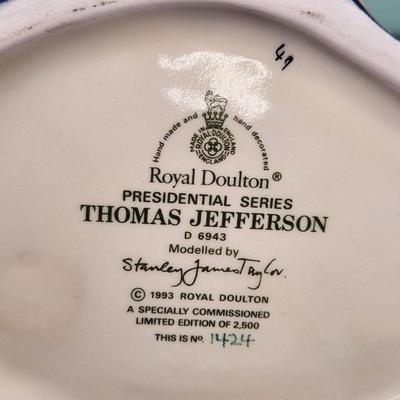 49
Hand made and hand decorated
MADE IN ENGLAND
ROYAL DOULTON
ENGLAND
Royal Doulton®
PRESIDENTIAL SERIES
THOMAS JEFFERSON
D 6943
Modelled by
Stanley James Taylor.
© 1993 ROYAL DOULTON
A SPECIALLY COMMISSIONED
LIMITED EDITION OF 2,500
THIS IS Nº. 1424